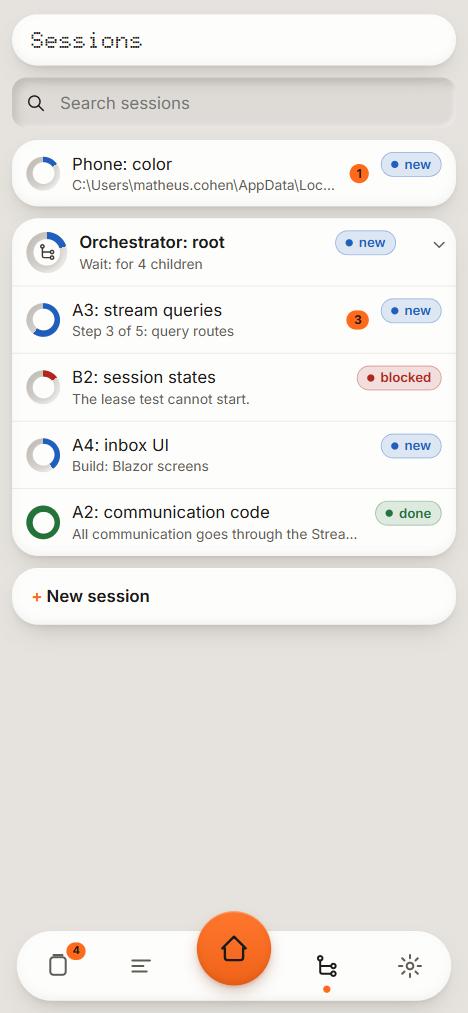 Sessions
Search sessions
Phone: color
1
new
C:\Users\matheus.cohen\AppData\Loc...
Orchestrator: root
new
Wait: for 4 children
A3: stream queries
3
new
Step 3 of 5: query routes
B2: session states
blocked
The lease test cannot start.
A4: inbox UI
new
Build: Blazor screens
A2: communication code
done
All communication goes through the Strea...
+ New session
4